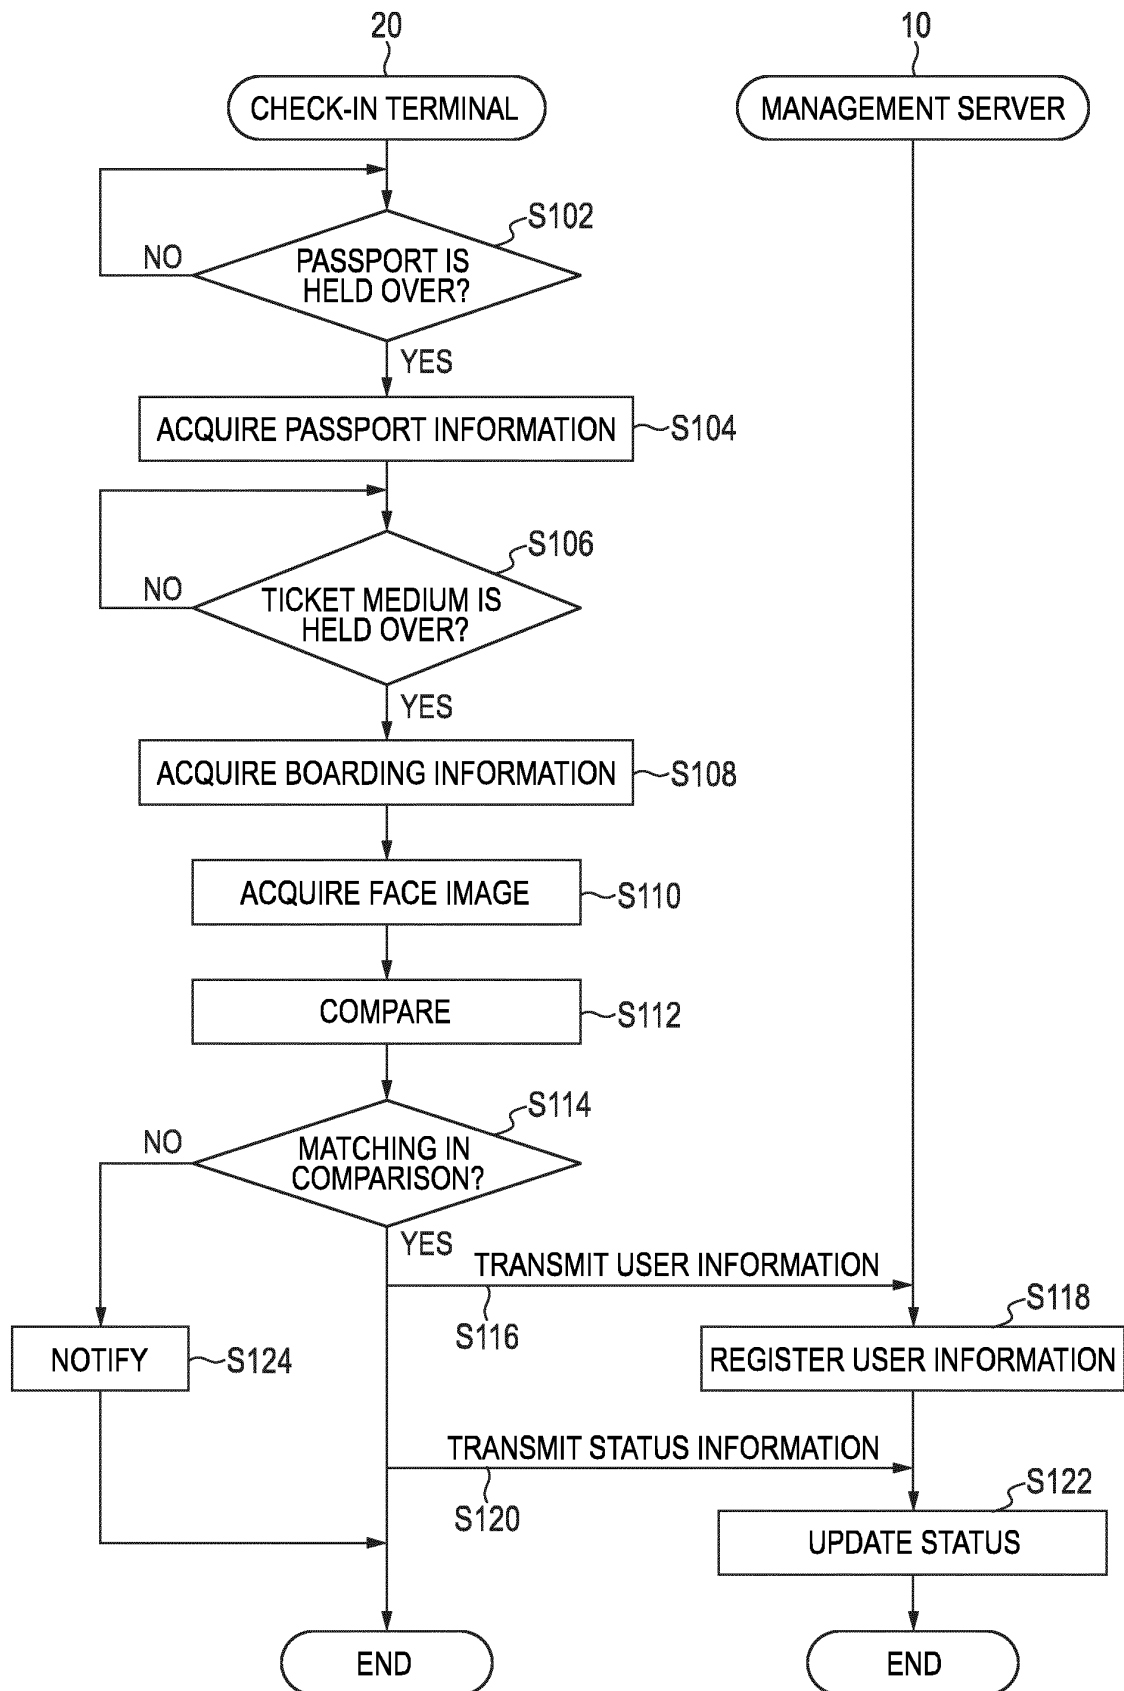 20
10
CHECK-IN TERMINAL
MANAGEMENT SERVER
S102
NO
PASSPORT IS
HELD OVER?
YES
ACQUIRE PASSPORT INFORMATION
S104
S106
NO
TICKET MEDIUM IS
HELD OVER?
YES
ACQUIRE BOARDING INFORMATION
S108
ACQUIRE FACE IMAGE
S110
COMPARE
S112
S114
NO
MATCHING IN
COMPARISON?
YES
TRANSMIT USER INFORMATION
S116
S118
NOTIFY
S124
REGISTER USER INFORMATION
TRANSMIT STATUS INFORMATION
S120
S122
UPDATE STATUS
END
END